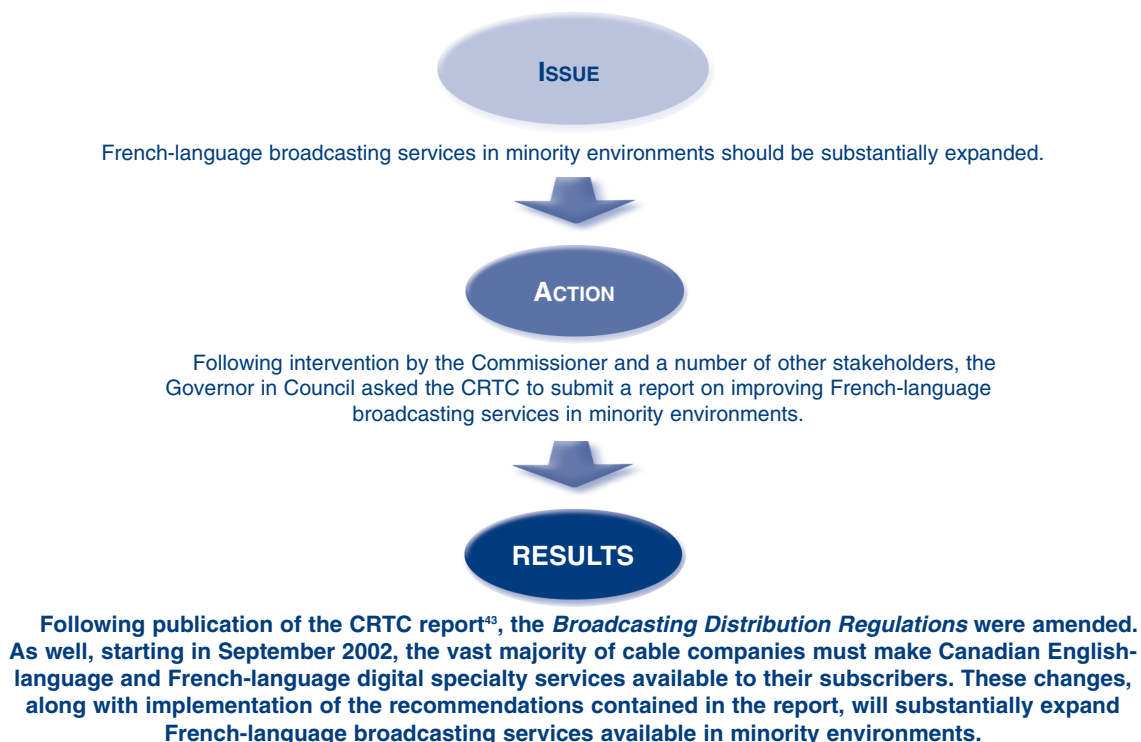 ISSUE
French-language broadcasting services in minority environments should be substantially expanded.
ACTION
Following intervention by the Commissioner and a number of other stakeholders, the
Governor in Council asked the CRTC to submit a report on improving French-language
broadcasting services in minority environments.
RESULTS
Following publication of the CRTC report43, the Broadcasting Distribution Regulations were amended.
As well, starting in September 2002, the vast majority of cable companies must make Canadian English-
language and French-language digital specialty services available to their subscribers. These changes,
along with implementation of the recommendations contained in the report, will substantially expand
French-language broadcasting services available in minority environments.